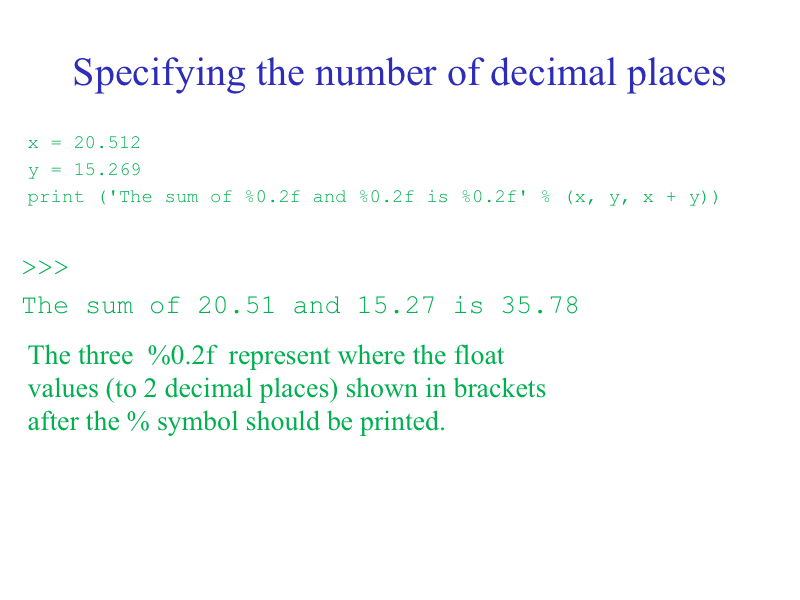 Specifying the number of decimal places
x = 20.512
y = 15.269
print ('The sum of %0.2f and %0.2f is %0.2f' % (x, y, x + y))
>>>
The sum of 20.51 and 15.27 is 35.78
The three  %0.2f  represent where the float
values (to 2 decimal places) shown in brackets
after the % symbol should be printed.